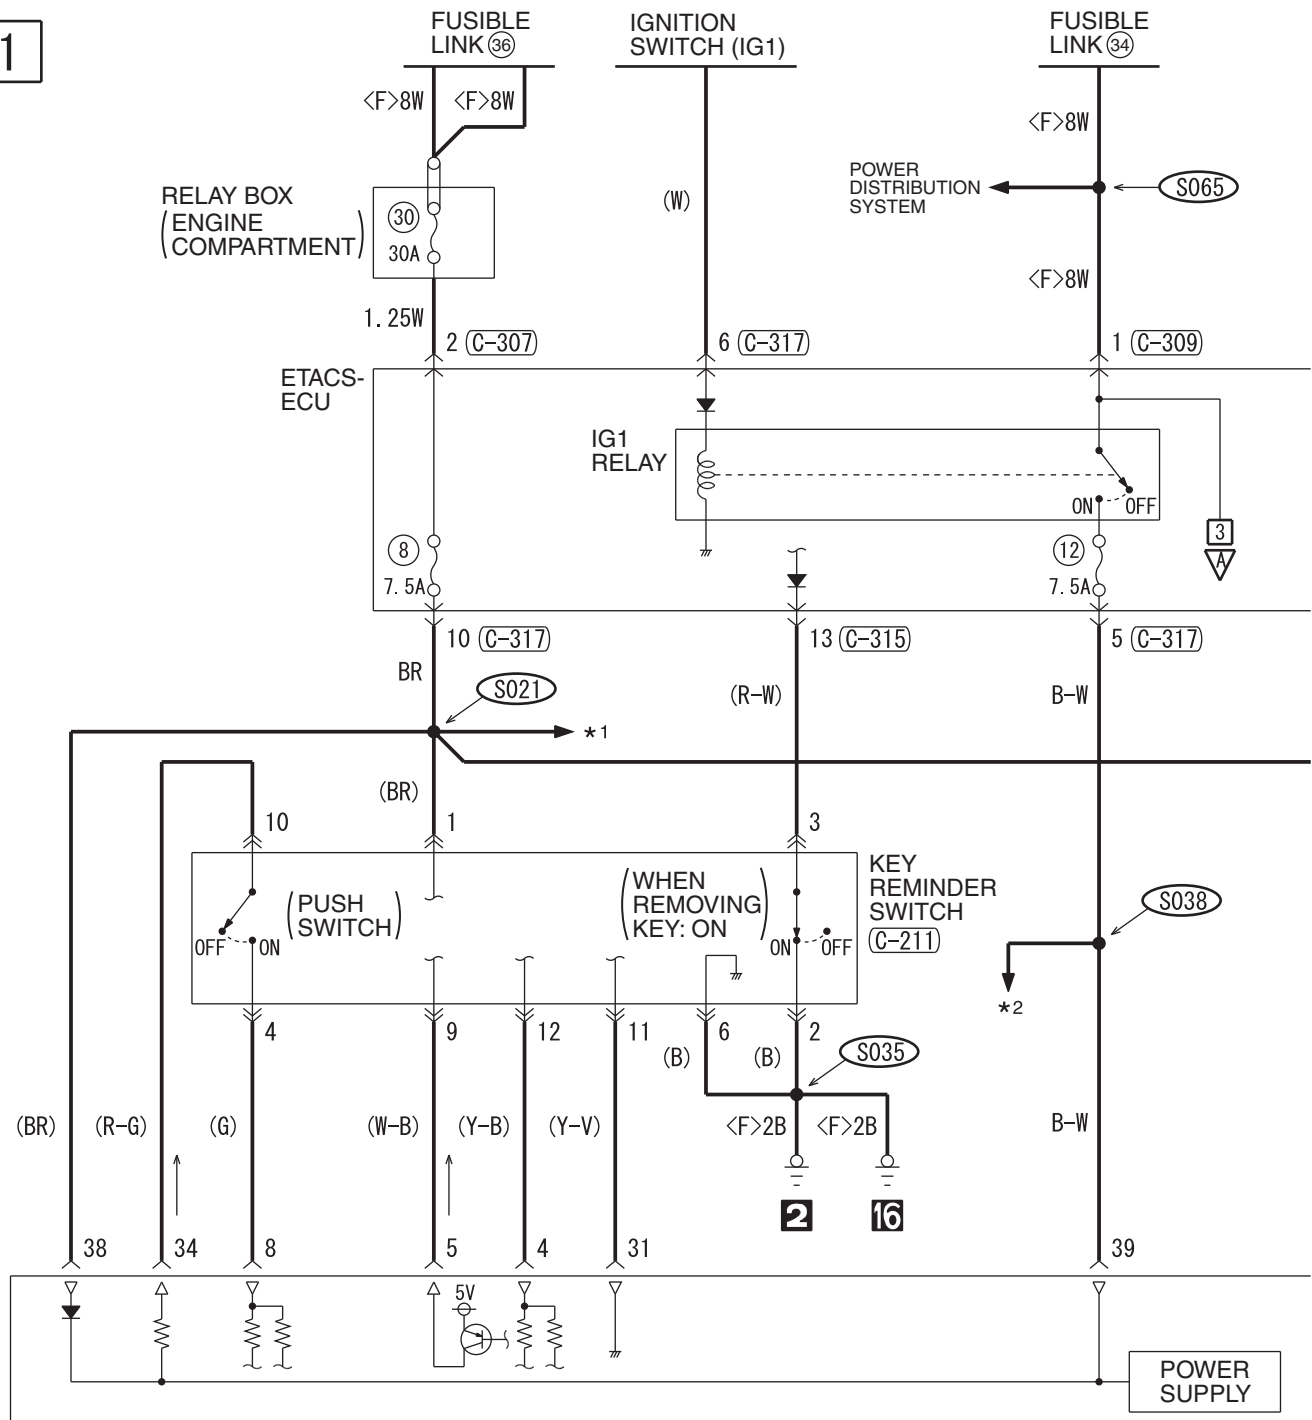 1
FUSIBLE
LINK 36
IGNITION
SWITCH (IG1)
FUSIBLE
LINK 34
<F>8W
<F>8W
<F>8W
RELAY BOX
(ENGINE
COMPARTMENT)
30
30A
(W)
POWER
DISTRIBUTION
SYSTEM
S065
<F>8W
1.25W
2 (C-307)
6 (C-317)
1 (C-309)
ETACS-
ECU
IG1
RELAY
ON
OFF
3
A
8
7.5A
12
7.5A
10 (C-317)
13 (C-315)
5 (C-317)
BR
S021
(R-W)
B-W
*1
(BR)
10
1
3
(PUSH
SWITCH)
OFF
ON
(WHEN
REMOVING
KEY: ON)
ON
OFF
KEY
REMINDER
SWITCH
(C-211)
S038
*2
4
9
12
11
6
2
(B)
(B)
S035
(BR)
(R-G)
(G)
(W-B)
(Y-B)
(Y-V)
<F>2B
<F>2B
B-W
2
16
38
34
8
5
4
31
39
5V
POWER
SUPPLY